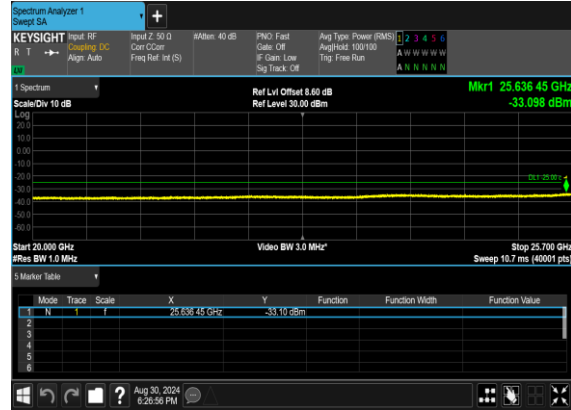 Spectrum Analyzer 1
Swept SA
+
KEYSIGHT
R T
LM
Input: RF
Coupling: DC
Align: Auto
Input Z: 50 Ω
Corr CCorr
Freq Ref: Int (S)
#Atten: 40 dB
PNO: Fast
Gate: Off
IF Gain: Low
Sig Track: Off
Avg Type: Power (RMS)
Avg|Hold: 100/100
Trig: Free Run
1 2 3 4 5 6
A W W W W W
A N N N N N
1 Spectrum
Scale/Div 10 dB
Ref Lvl Offset 8.60 dB
Ref Level 30.00 dBm
Mkr1 25.636 45 GHz
-33.098 dBm
Log
20.0
10.0
0.00
-10.0
-20.0
-30.0
-40.0
-50.0
-60.0
Start 20.000 GHz
#Res BW 1.0 MHz
Video BW 3.0 MHz*
Stop 25.700 GHz
Sweep 10.7 ms (40001 pts)
5 Marker Table
Mode Trace Scale X Y Function Function Width Function Value
1 N 1 f 25.636 45 GHz -33.10 dBm
2
3
4
5
6
?
Aug 30, 2024
6:26:56 PM